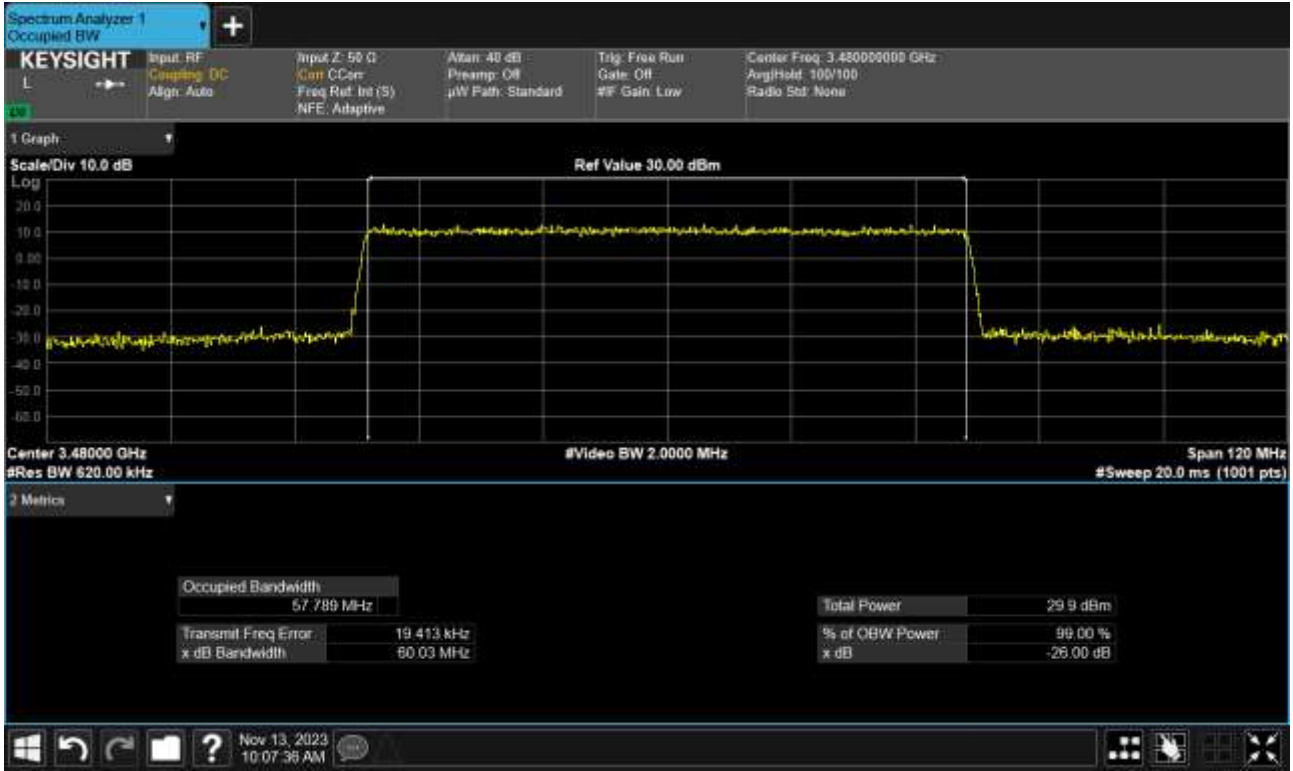 Spectrum Analyzer 1
Occupied BW
+
KEYSIGHT
L
Input: RF
Coupling: DC
Align: Auto
Input Z: 50 Ω
Corr CCorr
Freq Ref: Int (S)
NFE: Adaptive
Atten: 40 dB
Preamp: Off
µW Path: Standard
Trig: Free Run
Gate: Off
#IF Gain: Low
Center Freq: 3.480000000 GHz
Avg|Hold: 100/100
Radio Std: None
1 Graph
Scale/Div 10.0 dB
Ref Value 30.00 dBm
Log
20.0
10.0
0.00
-10.0
-20.0
-30.0
-40.0
-50.0
-60.0
Center 3.48000 GHz
#Video BW 2.0000 MHz
Span 120 MHz
#Res BW 620.00 kHz
#Sweep 20.0 ms (1001 pts)
2 Metrics
Occupied Bandwidth
57.789 MHz
Total Power 29.9 dBm
Transmit Freq Error 19.413 kHz
% of OBW Power 99.00 %
x dB Bandwidth 60.03 MHz
x dB -26.00 dB
?
Nov 13, 2023
10:07:36 AM